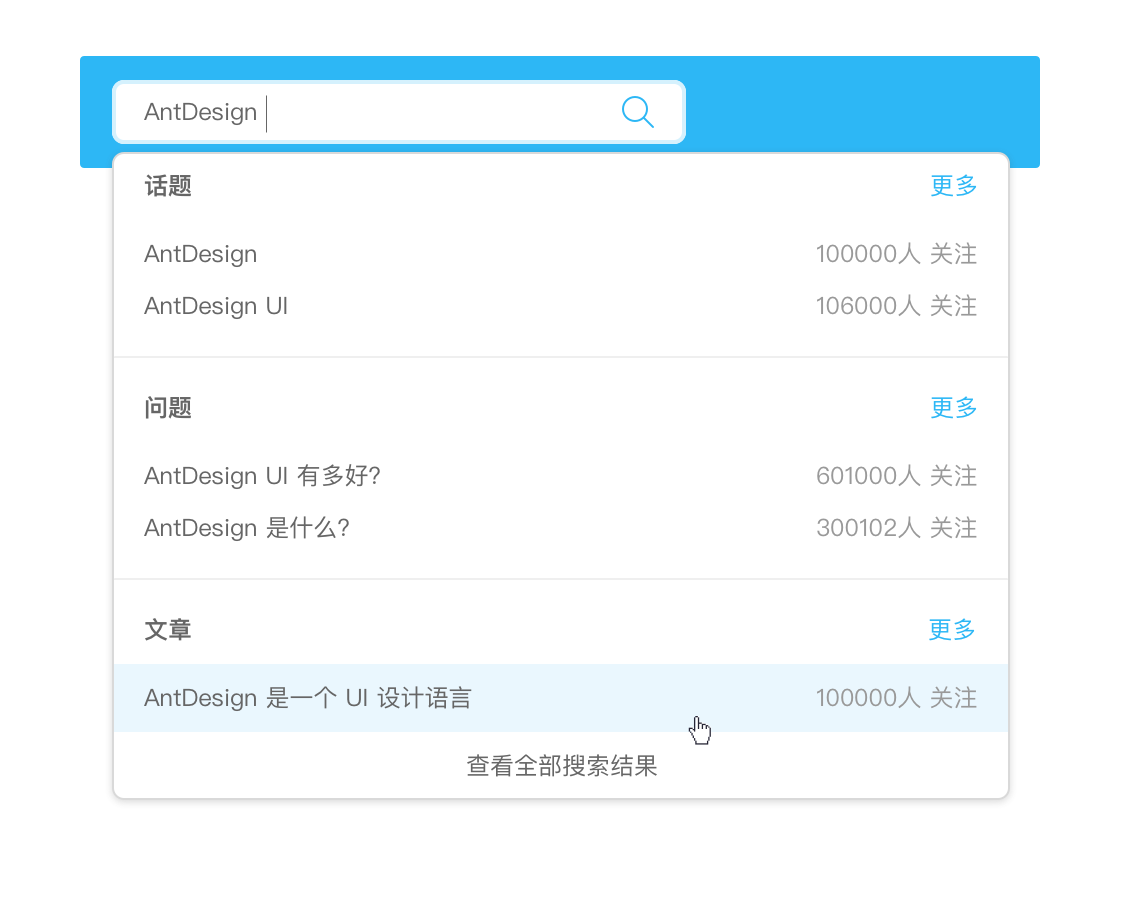 AntDesign
话题 更多
AntDesign 100000人 关注
AntDesign UI 106000人 关注
问题 更多
AntDesign UI 有多好? 601000人 关注
AntDesign 是什么? 300102人 关注
文章 更多
AntDesign 是一个 UI 设计语言 100000人 关注
查看全部搜索结果